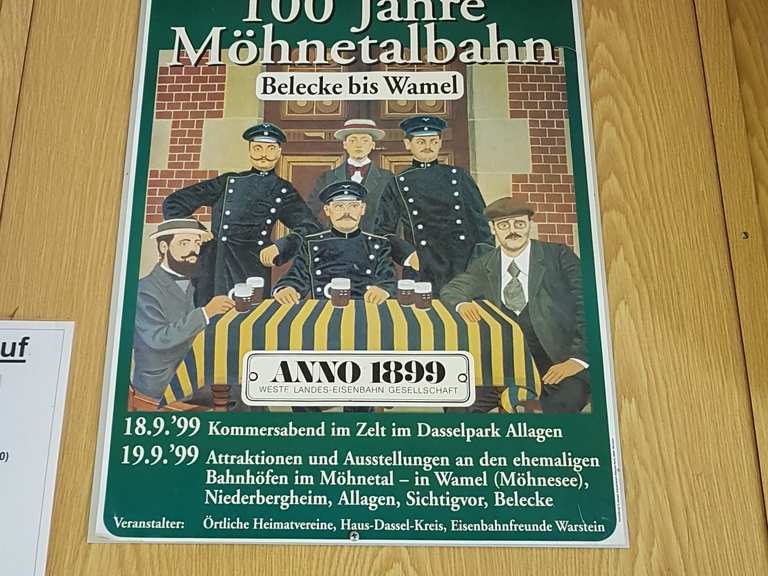 100 Jahre
Möhnetalbahn
Belecke bis Wamel
ANNO 1899
WESTF. LANDES-EISENBAHN GESELLSCHAFT
18.9.'99 Kommersabend im Zelt im Dasselpark Allagen
19.9.'99 Attraktionen und Ausstellungen an den ehemaligen
Bahnhöfen im Möhnetal – in Wamel (Möhnesee),
Niederbergheim, Allagen, Sichtigvor, Belecke
Veranstalter: Örtliche Heimatvereine, Haus-Dassel-Kreis, Eisenbahnfreunde Warstein
uf
0)